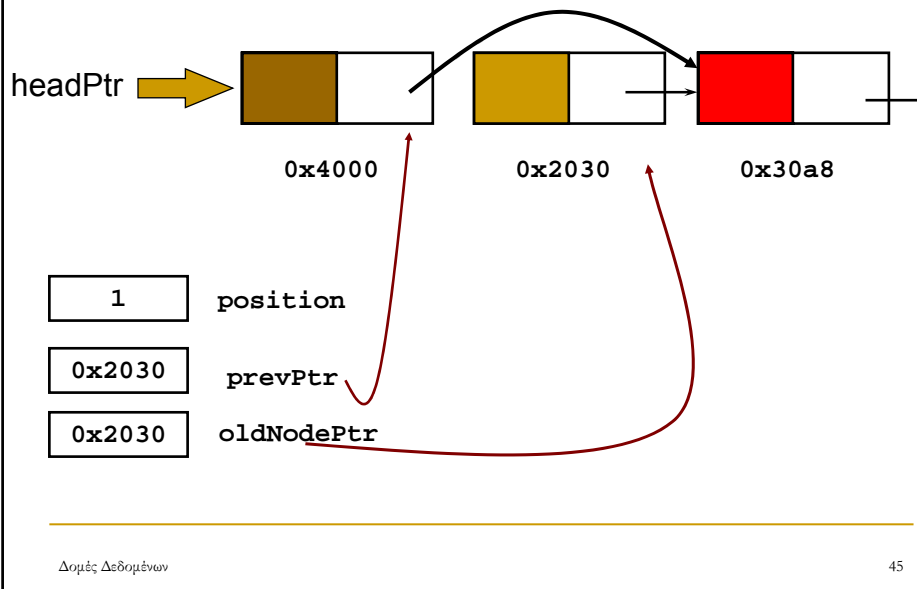 headPtr
0x4000 0x2030 0x30a8
1 position
0x2030 prevPtr
0x2030 oldNodePtr
Δομές Δεδομένων 45